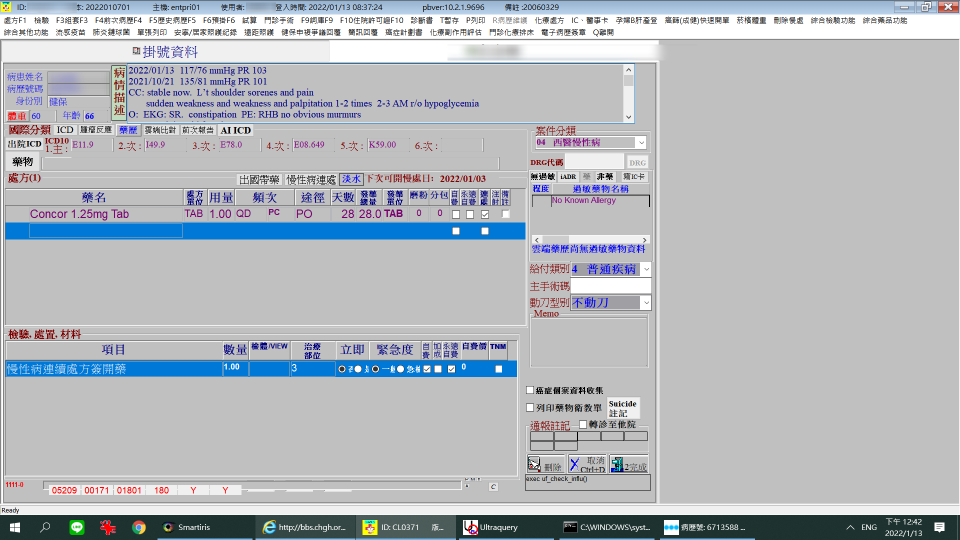 ID: 本: 2022010701 主機: entpri01 使用者: 登入時間: 2022/01/13 08:37:24 pbver:10.2.1.9696 備註: 20060329
處方F1 檢驗 F3組套F3 F4前次病歷F4 F5歷史病歷F5 F6預掛F6 試算 門診手術 F9詞庫F9 F10住院許可證F10 診斷書 T暫存 P列印 R病歷總續 化療處方 IC、醫事卡 孕婦B肝產登 癌篩(成健)快速開單 菸檳體重 刪除餐處 綜合檢驗功能 綜合藥品功能
綜合其他功能 流感疫苗 肺炎鏈球菌 單張列印 安寧/居家照護紀錄 遠距照護 健保申複爭議回覆 簡訊回覆 癌症計劃書 化療副作用評估 門診化療排床 電子病歷簽章 Q離開
掛號資料
病患姓名
病歷號碼
身份別 健保
體重 60 年齡 66
病情描述
2022/01/13 117/76 mmHg PR 103
2021/10/21 135/81 mmHg PR 101
CC: stable now. L't shoulder sorenes and pain
sudden weakness and weakness and palpitation 1-2 times 2-3 AM r/o hypoglycemia
O: EKG: SR. constipation PE: RHB no obvious murmurs
國際分類 ICD 腫瘤反應 藥歷 雲端比對 前次報告 AI ICD
出院ICD ICD10 1.主: E11.9 2.次: I49.9 3.次: E78.0 4.次: E08.649 5.次: K59.00 6.次:
藥物
案件分類
04 西醫慢性病
DRG代碼 DRG
無過敏 iADR 藥 非藥 寫IC卡
程度 過敏藥物名稱
No Known Allergy
雲端藥歷尚無過敏藥物資料
處方(1) 出國帶藥 慢性病連處 淡水 下次可開慢處日: 2022/01/03
藥名 處方單位 用量 頻次 途徑 天數 發藥總量 發藥單位 磨粉 分包 自費 永遠自費 連處 注射 備註
Concor 1.25mg Tab TAB 1.00 QD PC PO 28 28.0 TAB 0 0
給付類別 4 普通疾病
主手術碼
動刀型別 不動刀
Memo
檢驗, 處置, 材料
項目 數量 檢體/VIEW 治療部位 立即 緊急度 自費 加成 永遠自費 自費價 TNM
慢性病連續處方簽開藥 1.00 3 0
癌症個案資料收集
列印藥物衛教單 Suicide 註記
通報註記 轉診至他院
刪除 取消 Ctrl+D 完成
exec uf_check_influ()
1111-0 05209 00171 01801 180 Y Y C
Ready
Smartiris http://bbs.chgh.or... ID: CL0371 Ultraquery C:\WINDOWS\syst... 病歷號: 6713588 ... ENG 下午 12:42
2022/1/13